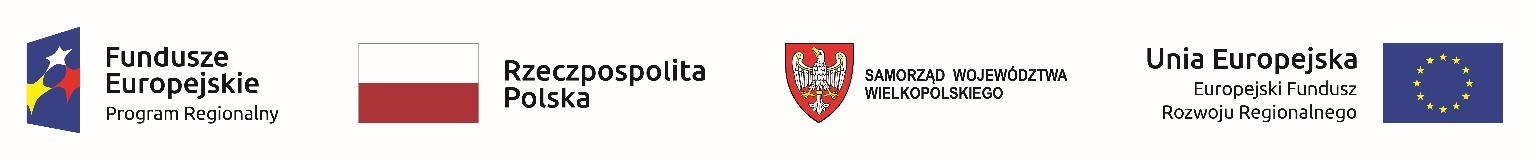 Fundusze
Europejskie
Program Regionalny
Rzeczpospolita
Polska
SAMORZĄD WOJEWÓDZTWA
WIELKOPOLSKIEGO
Unia Europejska
Europejski Fundusz
Rozwoju Regionalnego